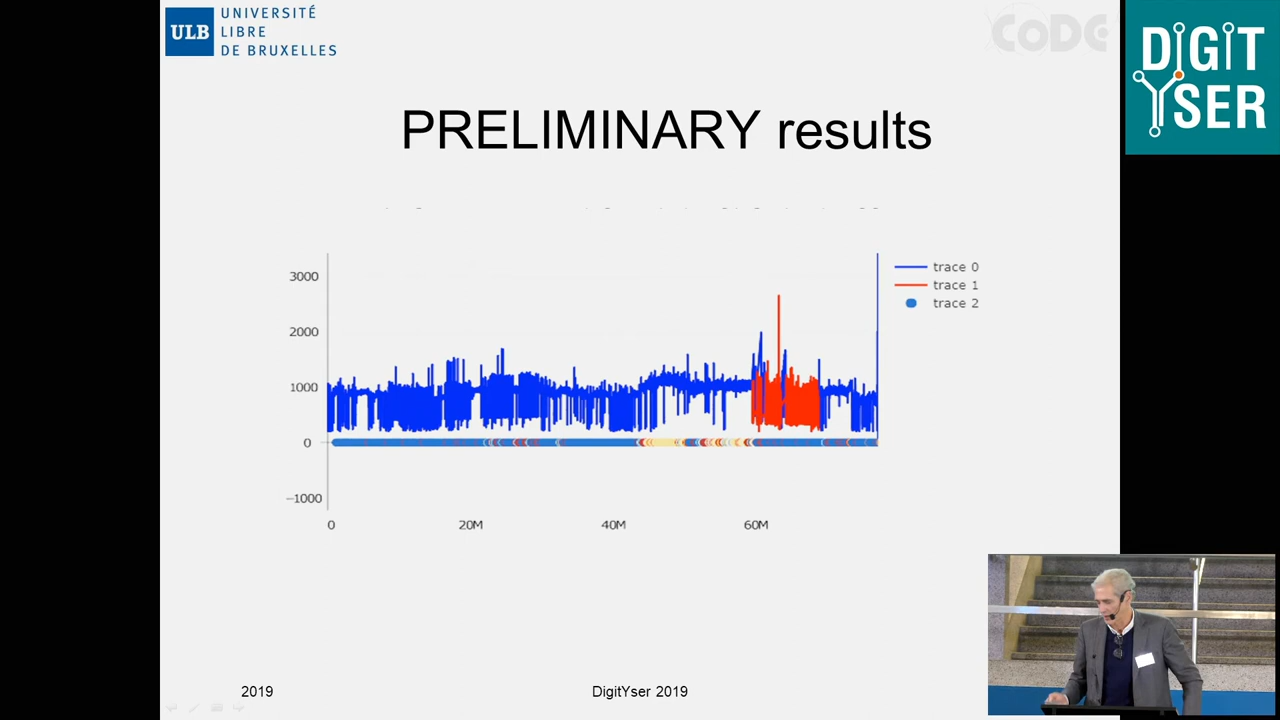 ULB
UNIVERSITÉ
LIBRE
DE BRUXELLES
CODE
DIGIT
YSER
PRELIMINARY results
3000
2000
1000
0
−1000
0
20M
40M
60M
trace 0
trace 1
trace 2
2019
DigitYser 2019